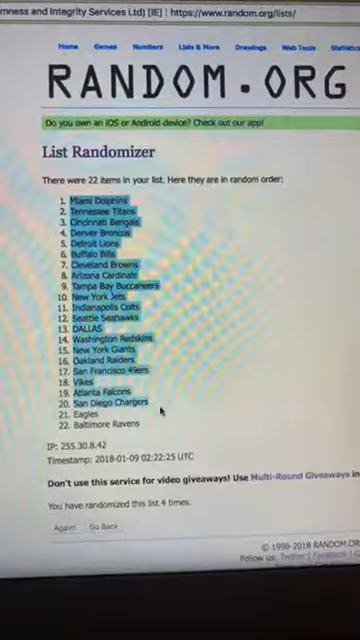 mness and Integrity Services Ltd) [IE] | https://www.random.org/lists/
Home Games Numbers Lists & More Drawings Web Tools Statistics
RANDOM.ORG
Do you own an iOS or Android device? Check out our app!
List Randomizer
There were 22 items in your list. Here they are in random order:
1. Miami Dolphins
2. Tennessee Titans
3. Cincinnati Bengals
4. Denver Broncos
5. Detroit Lions
6. Buffalo Bills
7. Cleveland Browns
8. Arizona Cardinals
9. Tampa Bay Buccaneers
10. New York Jets
11. Indianapolis Colts
12. Seattle Seahawks
13. DALLAS
14. Washington Redskins
15. New York Giants
16. Oakland Raiders
17. San Francisco 49ers
18. Vikes
19. Atlanta Falcons
20. San Diego Chargers
21. Eagles
22. Baltimore Ravens
IP: 255.30.8.42
Timestamp: 2018-01-09 02:22:25 UTC
Don't use this service for video giveaways! Use Multi-Round Giveaways in
You have randomized this list 4 times.
Again! Go Back
© 1998-2018 RANDOM.OR
Follow us: Twitter | Facebook |